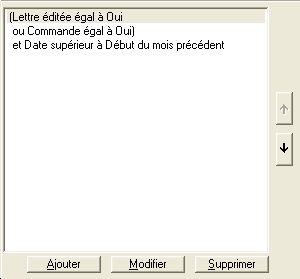 (Lettre éditée égal à Oui
ou Commande égal à Oui)
et Date supérieur à Début du mois précédent
Ajouter
Modifier
Supprimer